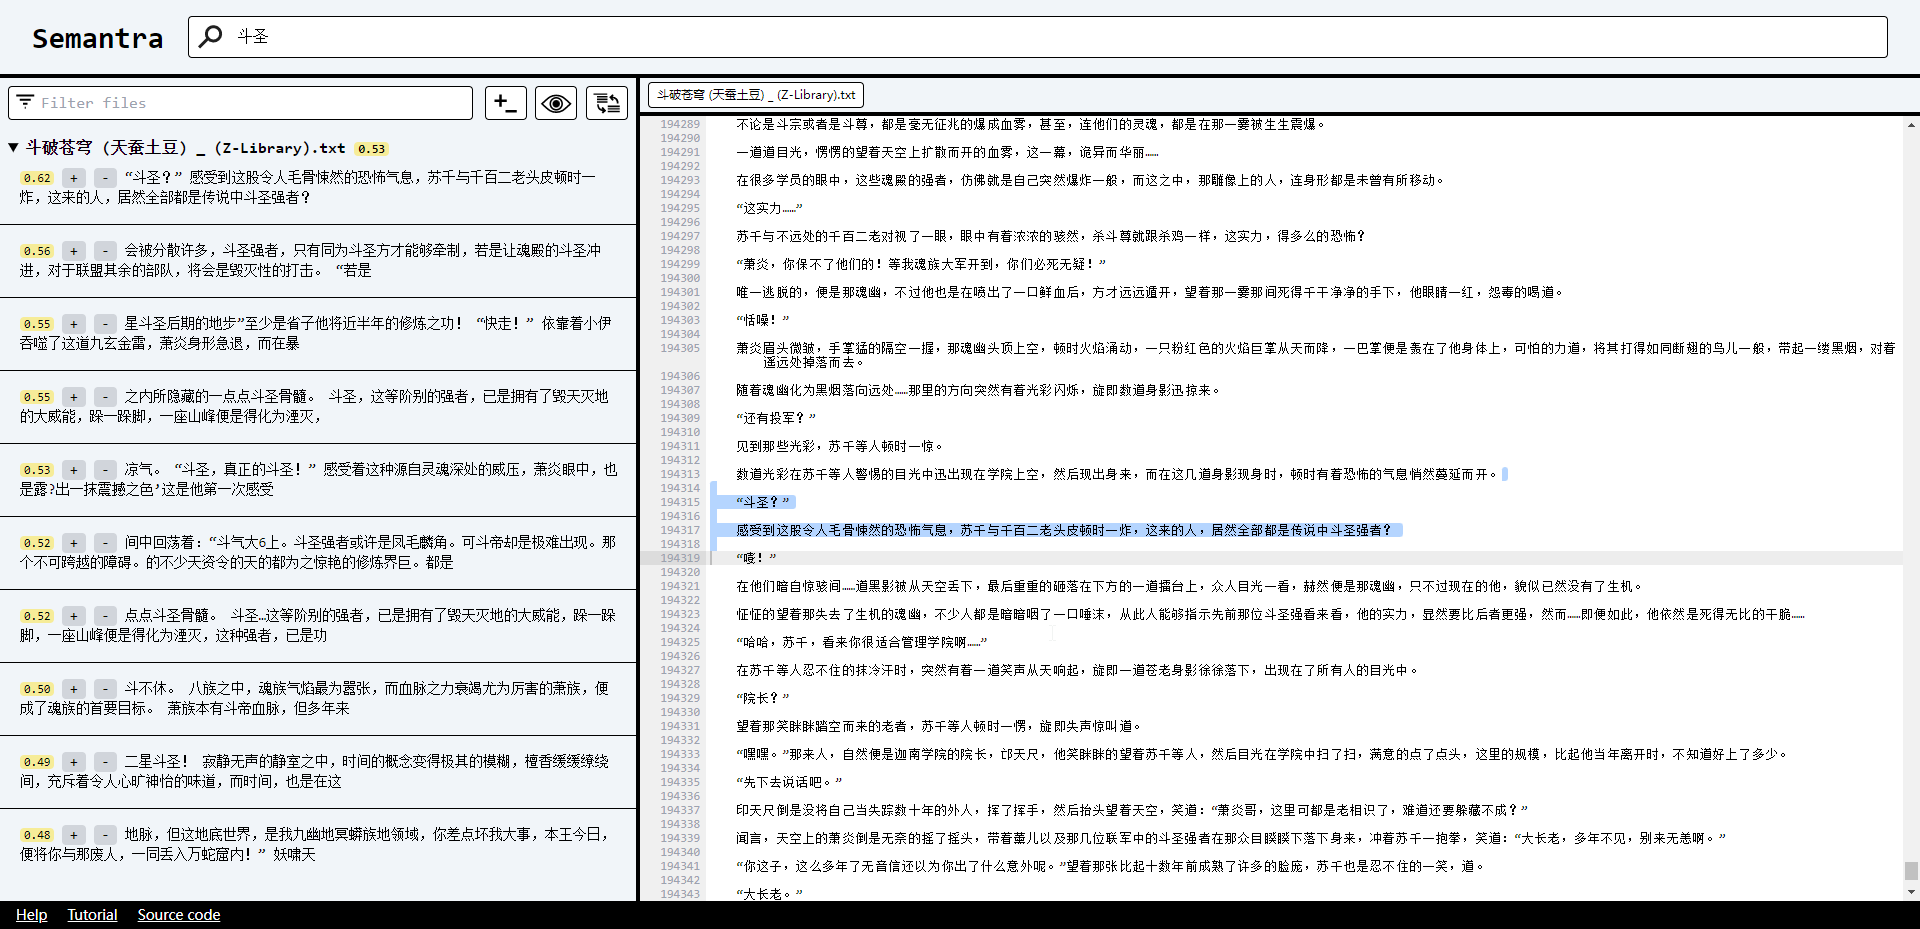 Semantra
斗圣
Filter files
+_
斗破苍穹 (天蚕土豆) _ (Z-Library).txt
▼ 斗破苍穹 (天蚕土豆) _ (Z-Library).txt 0.53
0.62 + - “斗圣？” 感受到这股令人毛骨悚然的恐怖气息，苏千与千百二老头皮顿时一
炸，这来的人，居然全部都是传说中斗圣强者？
0.56 + - 会被分散许多，斗圣强者，只有同为斗圣方才能够牵制，若是让魂殿的斗圣冲
进，对于联盟其余的部队，将会是毁灭性的打击。 “若是
0.55 + - 星斗圣后期的地步”至少是省子他将近半年的修炼之功！ “快走！” 依靠着小伊
吞噬了这道九玄金雷，萧炎身形急退，而在暴
0.55 + - 之内所隐藏的一点点斗圣骨髓。 斗圣，这等阶别的强者，已是拥有了毁天灭地
的大威能，跺一跺脚，一座山峰便是得化为湮灭，
0.53 + - 凉气。 “斗圣，真正的斗圣！” 感受着这种源自灵魂深处的威压，萧炎眼中，也
是露?出一抹震撼之色’这是他第一次感受
0.52 + - 间中回荡着：“斗气大6上。斗圣强者或许是凤毛麟角。可斗帝却是极难出现。那
个不可跨越的障碍。的不少天资令的天的都为之惊艳的修炼界巨。都是
0.52 + - 点点斗圣骨髓。 斗圣…这等阶别的强者，已是拥有了毁天灭地的大威能，跺一跺
脚，一座山峰便是得化为湮灭，这种强者，已是功
0.50 + - 斗不休。 八族之中，魂族气焰最为嚣张，而血脉之力衰竭尤为厉害的萧族，便
成了魂族的首要目标。 萧族本有斗帝血脉，但多年来
0.49 + - 二星斗圣！ 寂静无声的静室之中，时间的概念变得极其的模糊，檀香缓缓缭绕
间，充斥着令人心旷神怡的味道，而时间，也是在这
0.48 + - 地脉，但这地底世界，是我九幽地冥蟒族地领域，你差点坏我大事，本王今日，
便将你与那废人，一同丢入万蛇窟内！” 妖啸天
194289 不论是斗宗或者是斗尊，都是毫无征兆的爆成血雾，甚至，连他们的灵魂，都是在那一霎被生生震爆。
194290
194291 一道道目光，愣愣的望着天空上扩散而开的血雾，这一幕，诡异而华丽……
194292
194293 在很多学员的眼中，这些魂殿的强者，仿佛就是自己突然爆炸一般，而这之中，那雕像上的人，连身形都是未曾有所移动。
194294
194295 “这实力……”
194296
194297 苏千与不远处的千百二老对视了一眼，眼中有着浓浓的骇然，杀斗尊就跟杀鸡一样，这实力，得多么的恐怖？
194298
194299 “萧炎，你保不了他们的！等我魂族大军开到，你们必死无疑！”
194300
194301 唯一逃脱的，便是那魂幽，不过他也是在喷出了一口鲜血后，方才远远遁开，望着那一霎那间死得干干净净的手下，他眼睛一红，怨毒的喝道。
194302
194303 “恬噪！”
194304
194305 萧炎眉头微皱，手掌猛的隔空一握，那魂幽头顶上空，顿时火焰涌动，一只粉红色的火焰巨掌从天而降，一巴掌便是轰在了他身体上，可怕的力道，将其打得如同断翅的鸟儿一般，带起一缕黑烟，对着
遥远处掉落而去。
194306
194307 随着魂幽化为黑烟落向远处……那里的方向突然有着光彩闪烁，旋即数道身影迅掠来。
194308
194309 “还有投军？”
194310
194311 见到那些光彩，苏千等人顿时一惊。
194312
194313 数道光彩在苏千等人警惕的目光中迅出现在学院上空，然后现出身来，而在这几道身影现身时，顿时有着恐怖的气息悄然蔓延而开。
194314
194315 “斗圣？”
194316
194317 感受到这股令人毛骨悚然的恐怖气息，苏千与千百二老头皮顿时一炸，这来的人，居然全部都是传说中斗圣强者？
194318
194319 “嘭！”
194320
194321 在他们暗自惊骇间……道黑影被从天空丢下，最后重重的砸落在下方的一道擂台上，众人目光一看，赫然便是那魂幽，只不过现在的他，貌似已然没有了生机。
194322
194323 怔怔的望着那失去了生机的魂幽，不少人都是暗暗咽了一口唾沫，从此人能够指示先前那位斗圣强看来看，他的实力，显然要比后者更强，然而……即便如此，他依然是死得无比的干脆……
194324
194325 “哈哈，苏千，看来你很适合管理学院啊……”
194326
194327 在苏千等人忍不住的抹冷汗时，突然有着一道笑声从天响起，旋即一道苍老身影徐徐落下，出现在了所有人的目光中。
194328
194329 “院长？”
194330
194331 望着那笑眯眯踏空而来的老者，苏千等人顿时一愣，旋即失声惊叫道。
194332
194333 “嘿嘿。”那来人，自然便是迦南学院的院长，邙天尺，他笑眯眯的望着苏千等人，然后目光在学院中扫了扫，满意的点了点头，这里的规模，比起他当年离开时，不知道好上了多少。
194334
194335 “先下去说话吧。”
194336
194337 印天尺倒是没将自己当失踪数十年的外人，挥了挥手，然后抬头望着天空，笑道：“萧炎哥，这里可都是老相识了，难道还要躲藏不成？”
194338
194339 闻言，天空上的萧炎倒是无奈的摇了摇头，带着薰儿以及那几位联军中的斗圣强者在那众目睽睽下落下身来，冲着苏千一抱拳，笑道：“大长老，多年不见，别来无恙啊。”
194340
194341 “你这子，这么多年了无音信还以为你出了什么意外呢。”望着那张比起十数年前成熟了许多的脸庞，苏千也是忍不住的一笑，道。
194342
194343 “大长老。”
Help Tutorial Source code